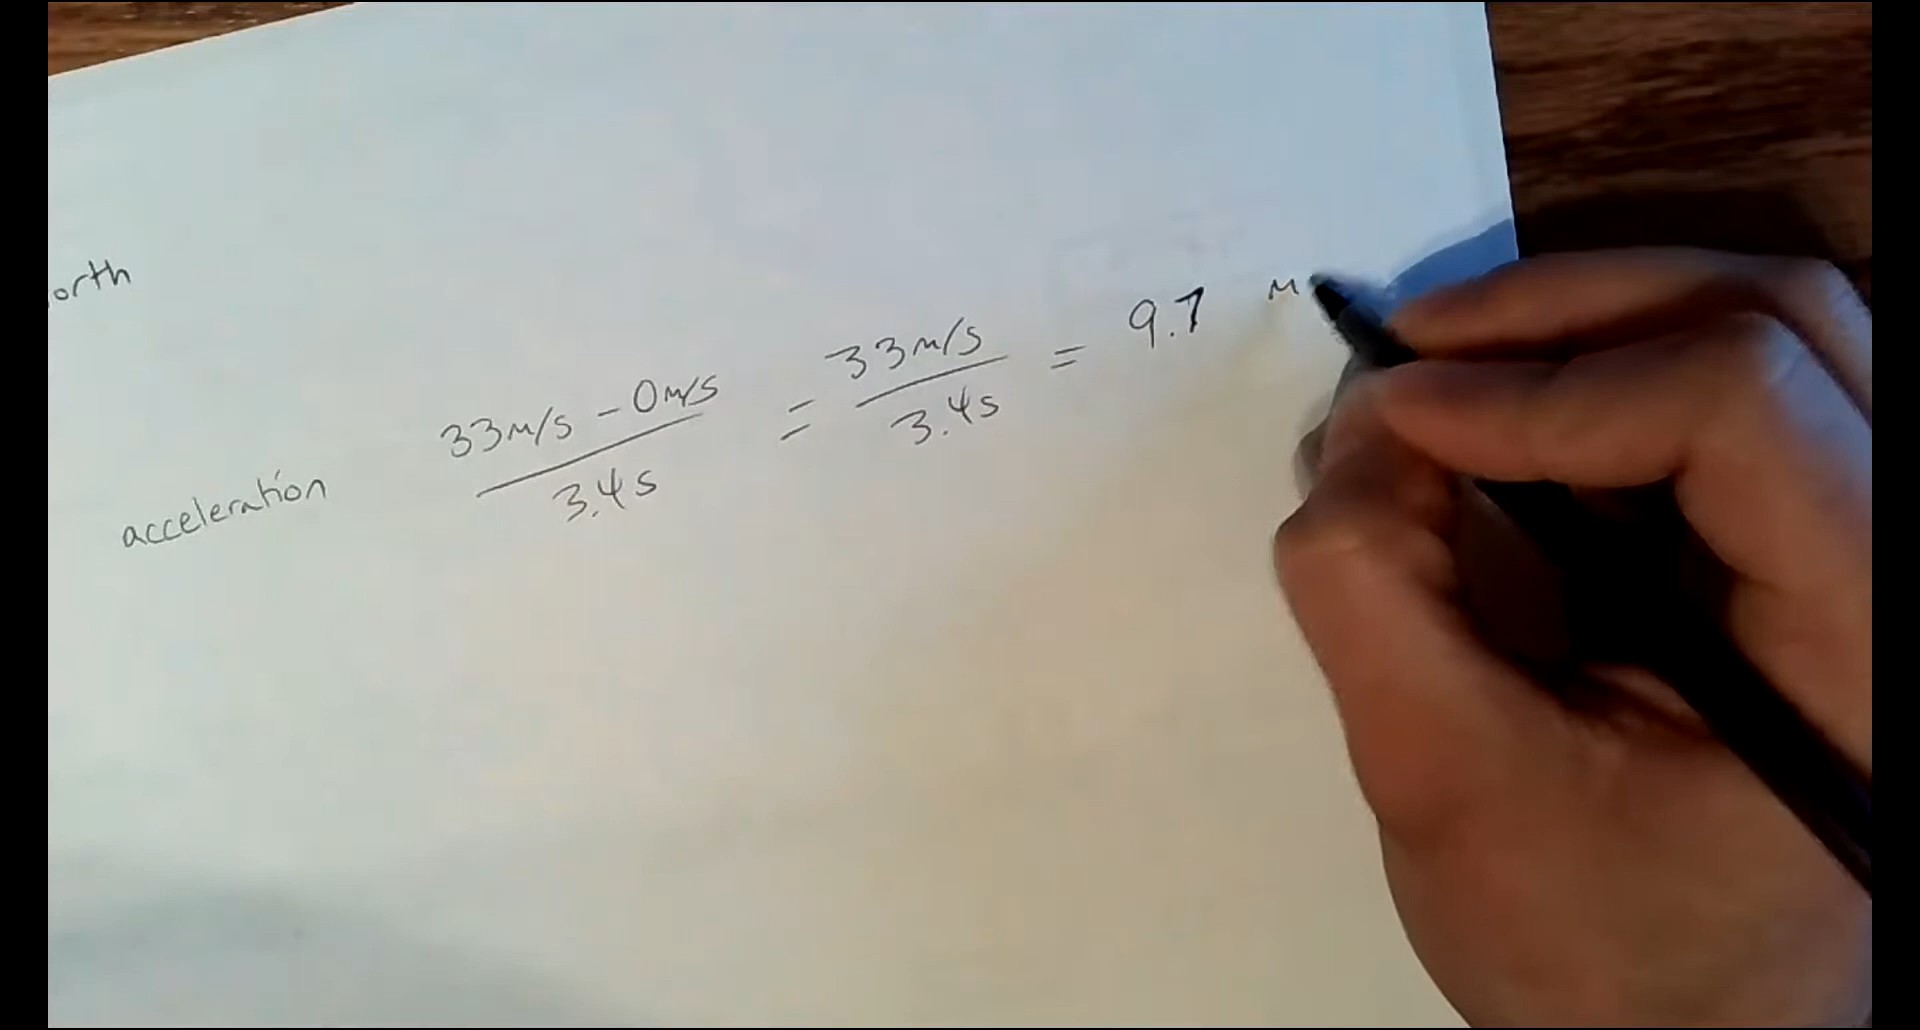 orth
acceleration 33m/s - 0m/s / 3.4s = 33m/s / 3.4s = 9.7 m